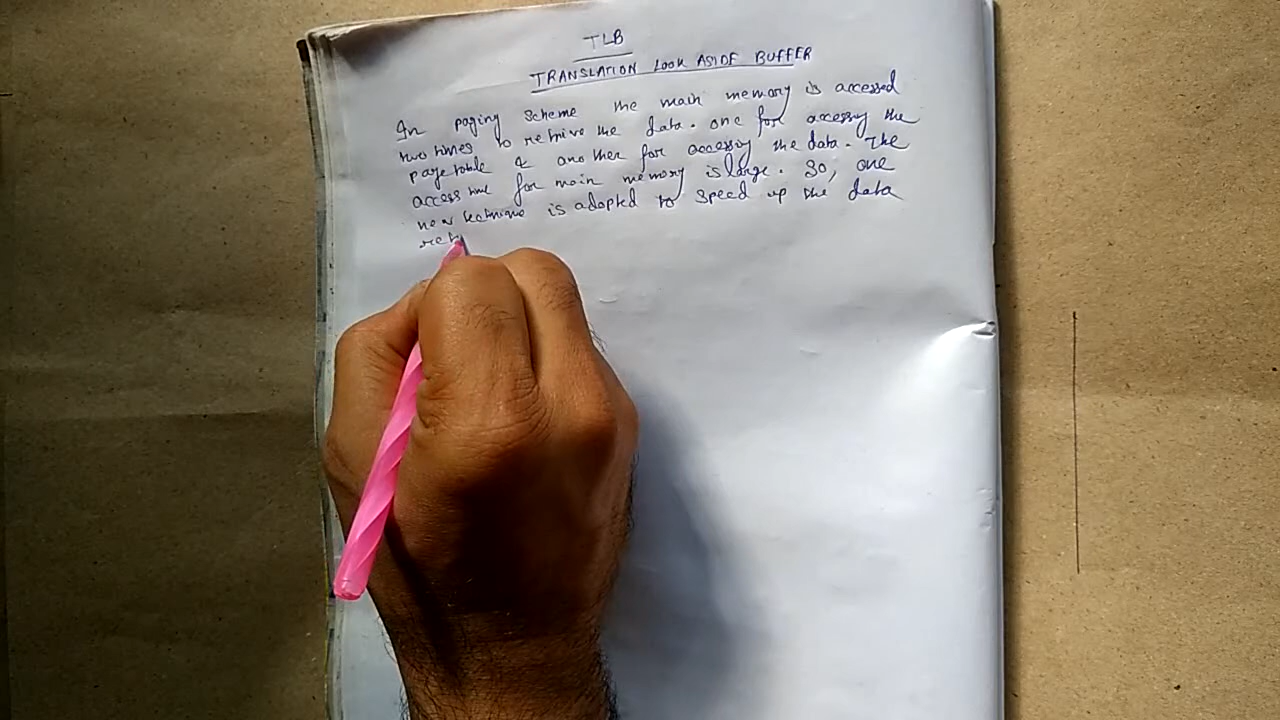 TLB
TRANSLATION LOOK ASIDE BUFFER
In paging scheme the main memory is accessed
two times to retrive the data. one for accessing the
page table & another for accessing the data. The
access time for main memory is large. So, one
new technique is adapted to speed up the data
retr